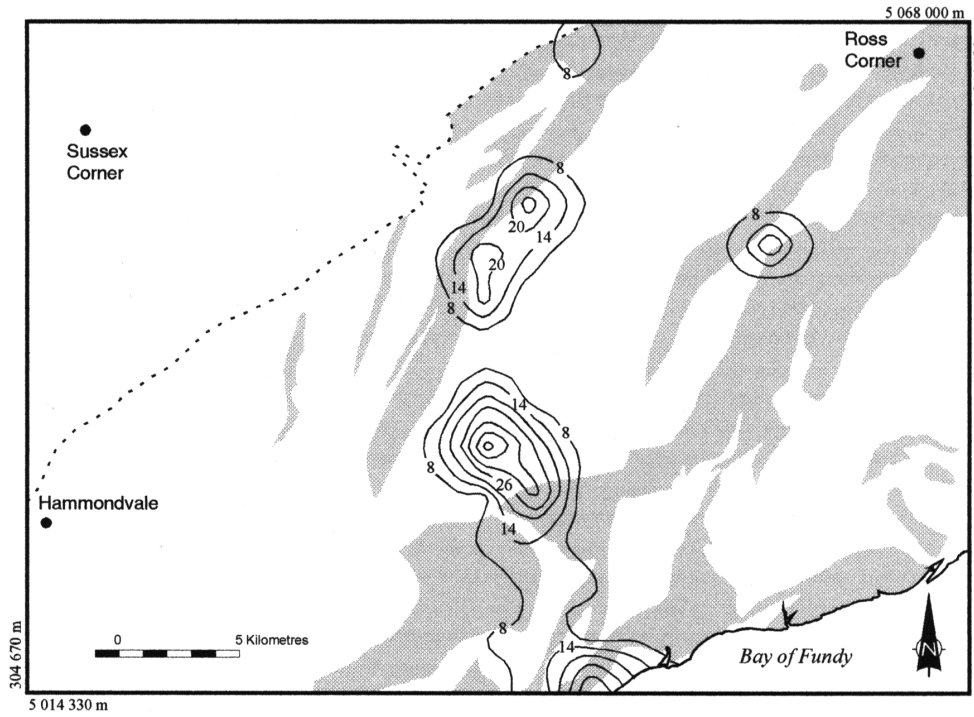 5 068 000 m
Ross
Corner
8
Sussex
Corner
8
20
14
8
20
14
8
14
8
8
26
14
Hammondvale
8
0
5 Kilometres
14
Bay of Fundy
N
304 670 m
5 014 330 m